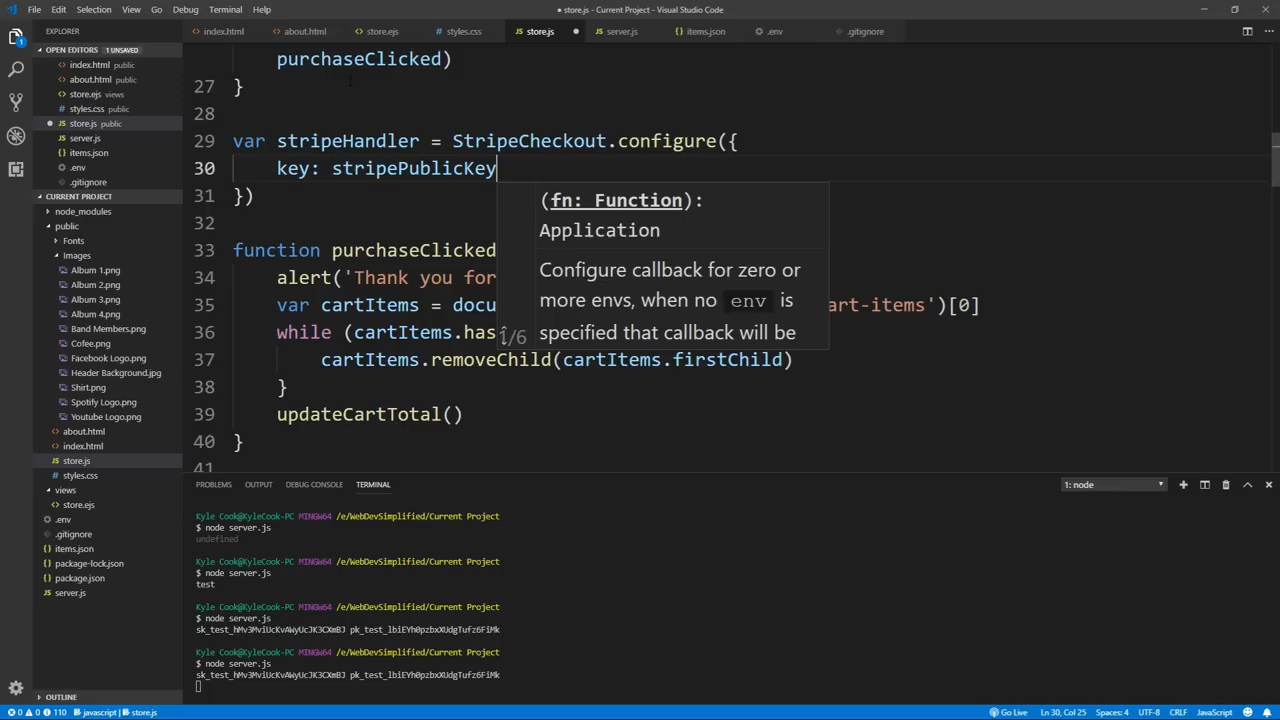 File Edit Selection View Go Debug Terminal Help
● store.js - Current Project - Visual Studio Code
EXPLORER
index.html
about.html
store.ejs
styles.css
store.js
server.js
items.json
.env
.gitignore
OPEN EDITORS 1 UNSAVED
index.html public
about.html public
store.ejs views
styles.css public
store.js public
server.js
items.json
.env
.gitignore
CURRENT PROJECT
node_modules
public
Fonts
Images
Album 1.png
Album 2.png
Album 3.png
Album 4.png
Band Members.png
Cofee.png
Facebook Logo.png
Header Background.jpg
Shirt.png
Spotify Logo.png
Youtube Logo.png
about.html
index.html
store.js
styles.css
views
store.ejs
.env
.gitignore
items.json
package-lock.json
package.json
server.js
OUTLINE
purchaseClicked)
27 }
28
29 var stripeHandler = StripeCheckout.configure({
30 key: stripePublicKey
31 })
32
33 function purchaseClicked
34 alert('Thank you for
35 var cartItems = docu art-items')[0]
36 while (cartItems.has
37 cartItems.removeChild(cartItems.firstChild)
38 }
39 updateCartTotal()
40 }
41
(fn: Function):
Application
Configure callback for zero or
more envs, when no env is
specified that callback will be
/6
PROBLEMS OUTPUT DEBUG CONSOLE TERMINAL
1: node
Kyle Cook@KyleCook-PC MINGW64 /e/WebDevSimplified/Current Project
$ node server.js
undefined
Kyle Cook@KyleCook-PC MINGW64 /e/WebDevSimplified/Current Project
$ node server.js
test
Kyle Cook@KyleCook-PC MINGW64 /e/WebDevSimplified/Current Project
$ node server.js
sk_test_hMv3MviUcKvAWyUcJK3CXmBJ pk_test_lbiEYh0pzbxXUdgTufz6FiMk
Kyle Cook@KyleCook-PC MINGW64 /e/WebDevSimplified/Current Project
$ node server.js
sk_test_hMv3MviUcKvAWyUcJK3CXmBJ pk_test_lbiEYh0pzbxXUdgTufz6FiMk
0 0 110 javascript store.js
Go Live Ln 30, Col 25 Spaces: 4 UTF-8 CRLF JavaScript